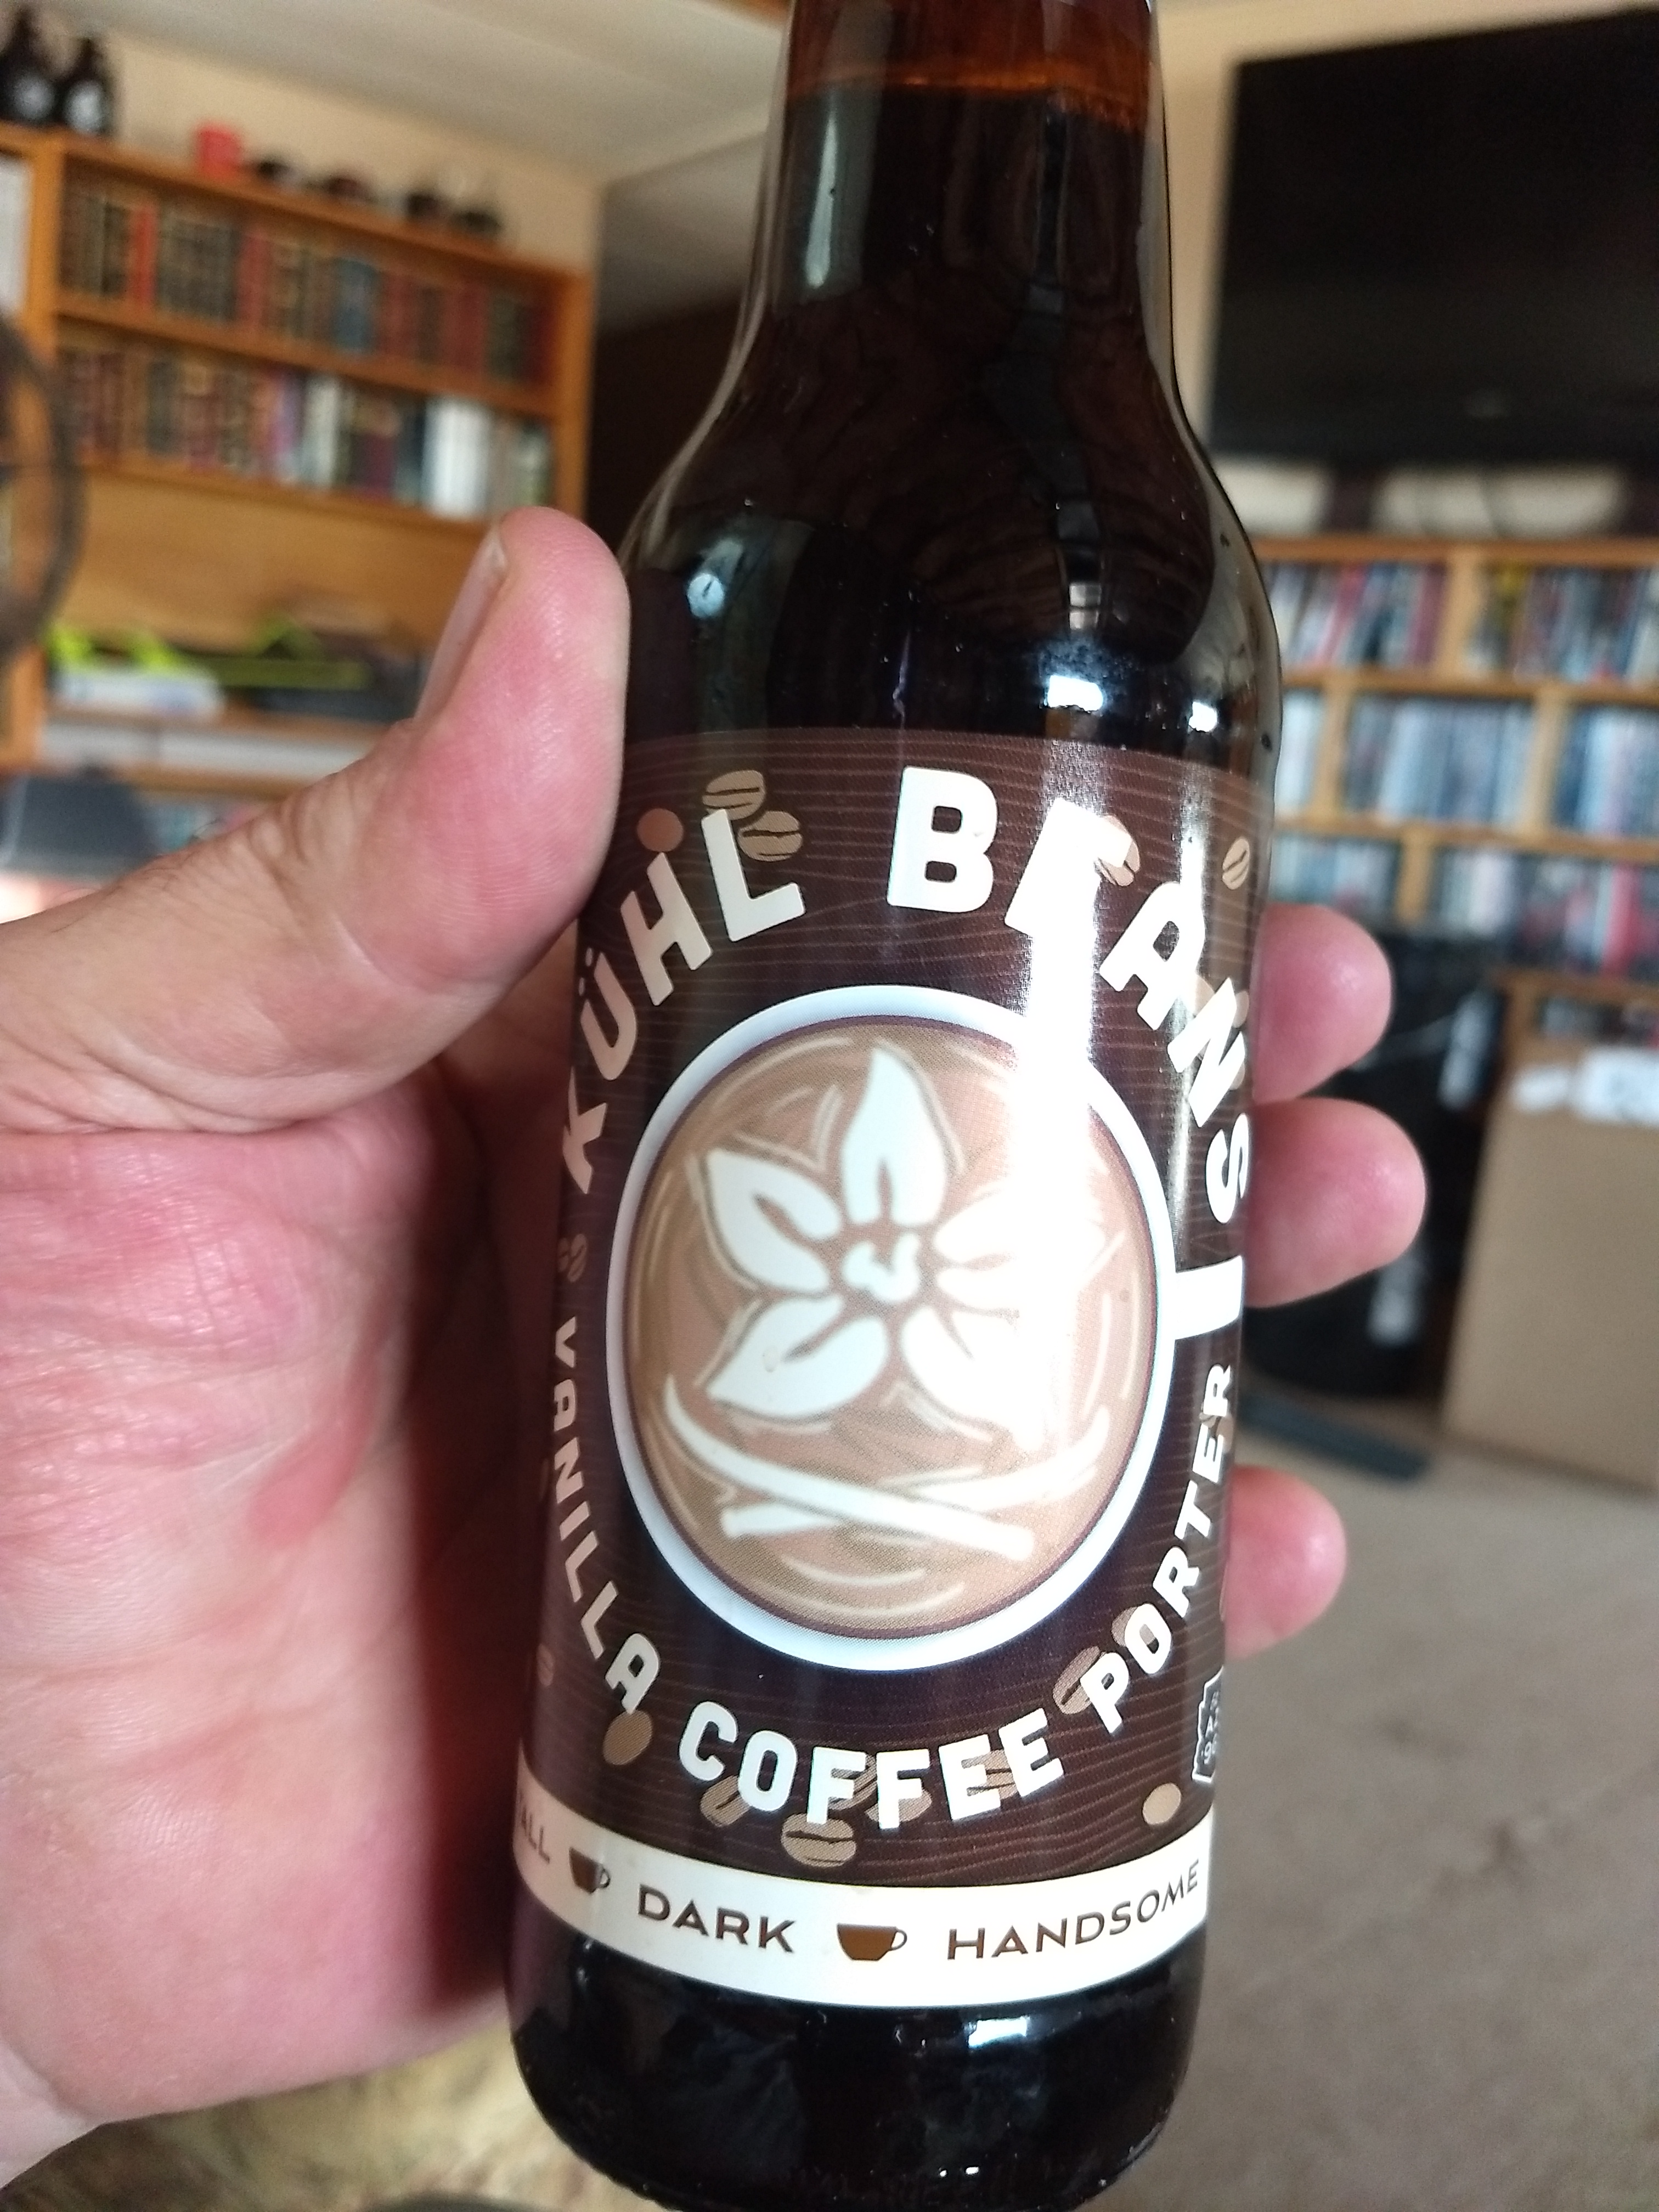 KÜHL BEANS
VANILLA COFFEE PORTER
DARK HANDSOME